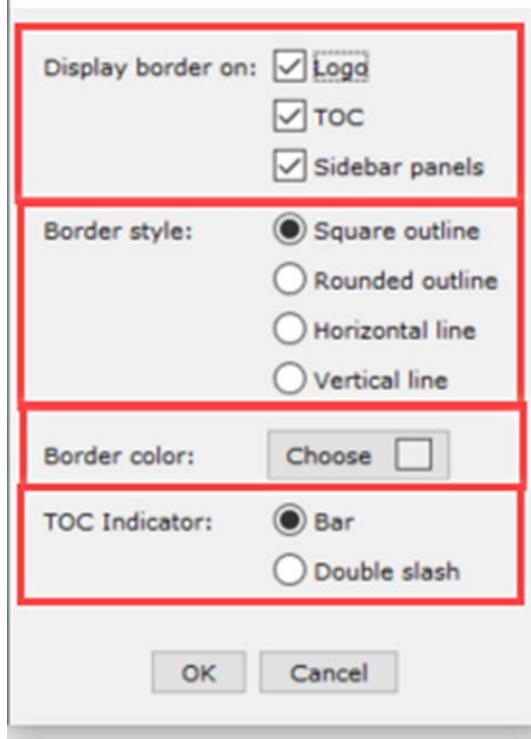 Display border on: Logo
TOC
Sidebar panels
Border style: Square outline
Rounded outline
Horizontal line
Vertical line
Border color: Choose
TOC Indicator: Bar
Double slash
OK Cancel